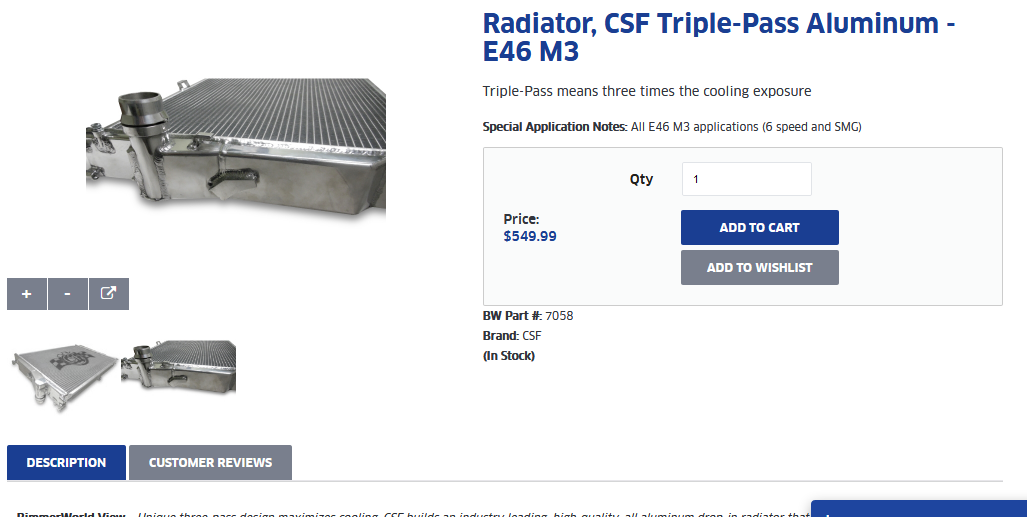 Radiator, CSF Triple-Pass Aluminum -
E46 M3
Triple-Pass means three times the cooling exposure
Special Application Notes: All E46 M3 applications (6 speed and SMG)
Qty 1
Price:
$549.99
ADD TO CART
ADD TO WISHLIST
+ -
BW Part #: 7058
Brand: CSF
(In Stock)
DESCRIPTION CUSTOMER REVIEWS
BimmerWorld View - Unique three-pass design maximizes cooling. CSF builds an industry-leading, high-quality, all aluminum drop-in radiator that